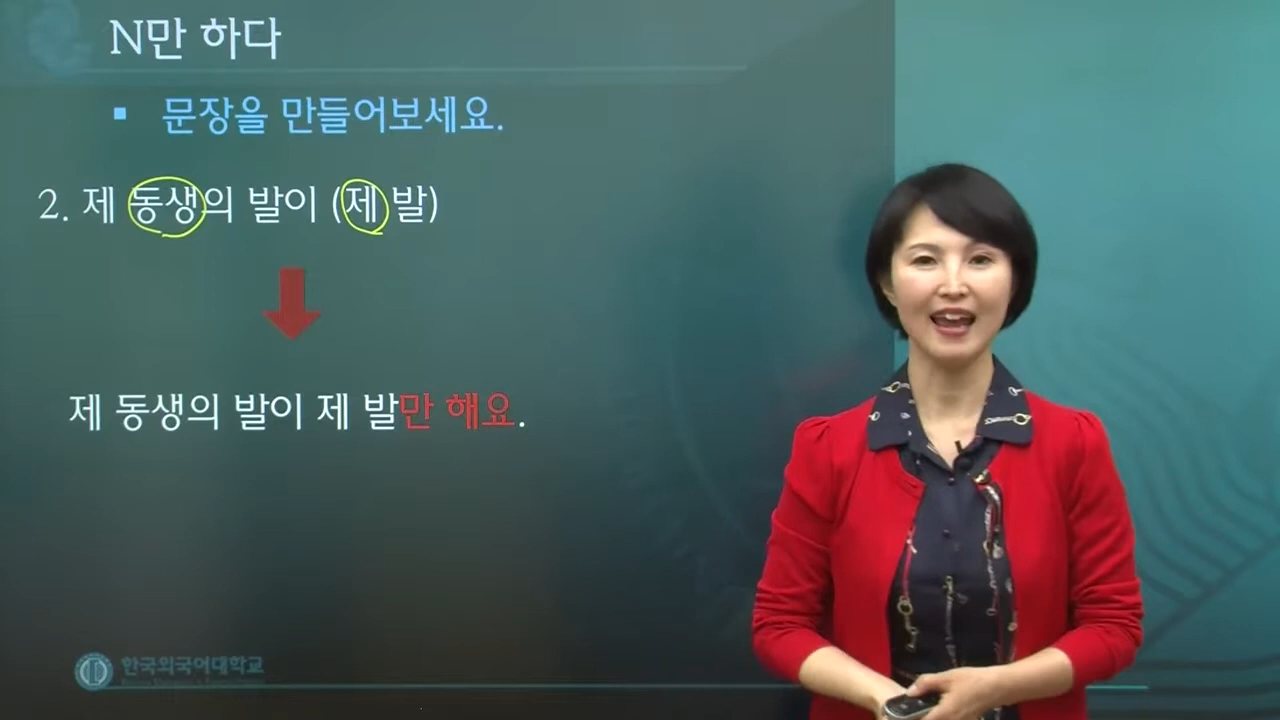 N만 하다
▪ 문장을 만들어보세요.
2. 제 동생의 발이 (제 발)
제 동생의 발이 제 발만 해요.
한국외국어대학교